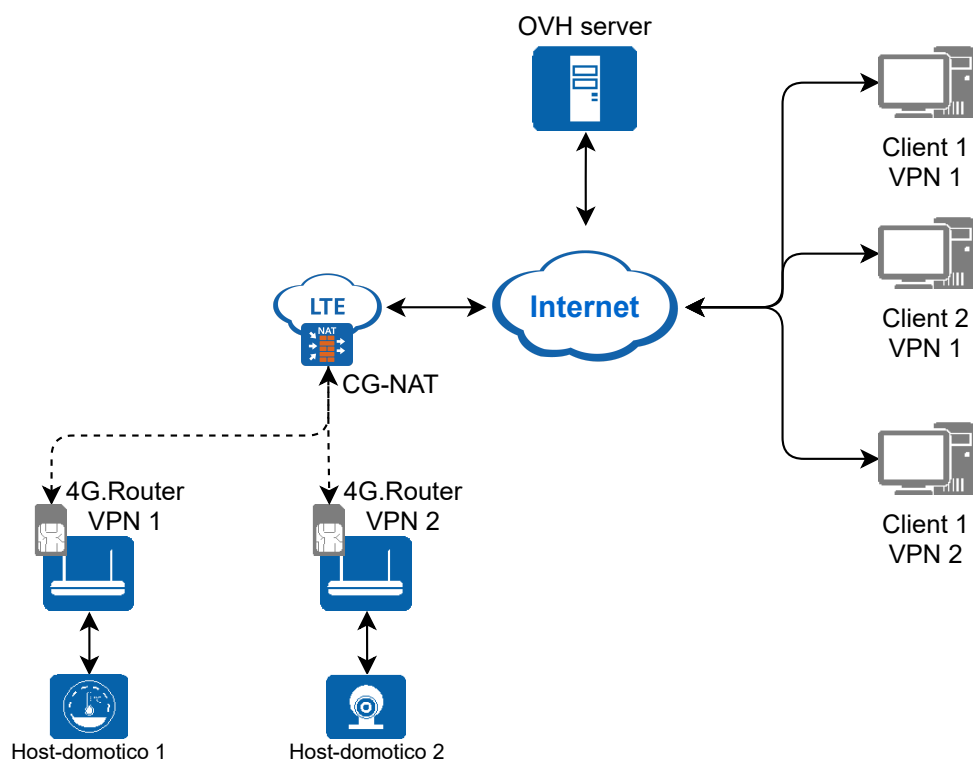 OVH server
Client 1
VPN 1
Internet
LTE
NAT
Client 2
VPN 1
CG-NAT
4G.Router
VPN 1
4G.Router
VPN 2
Client 1
VPN 2
°C
Host-domotico 1
Host-domotico 2